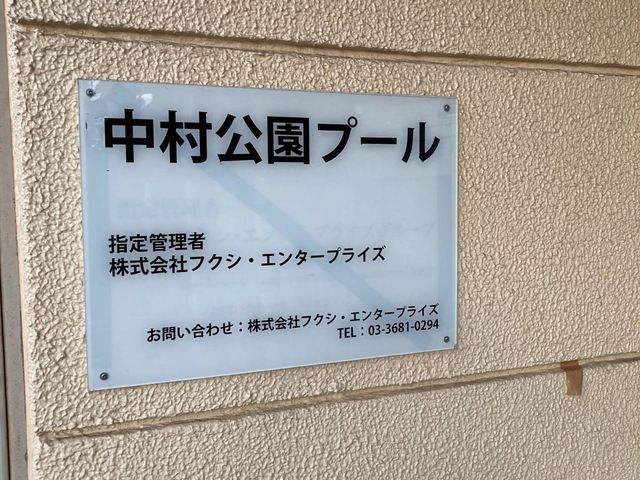 中村公園プール
指定管理者
株式会社フクシ・エンタープライズ
お問い合わせ：株式会社フクシ・エンタープライズ
TEL：03-3681-0294